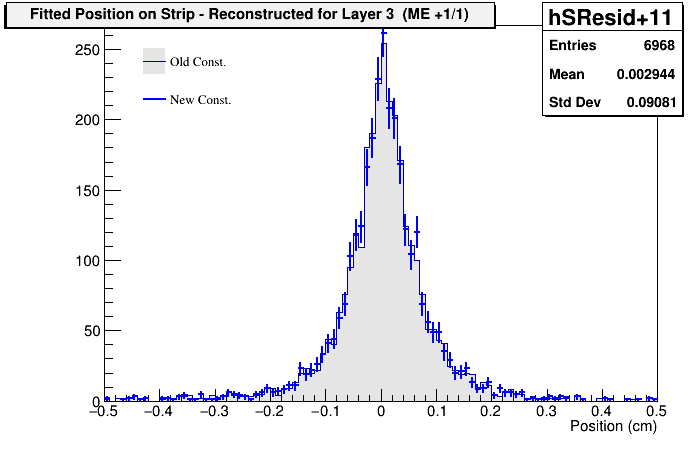 Fitted Position on Strip - Reconstructed for Layer 3 (ME +1/1)
hSResid+11
Entries 6968
Mean 0.002944
Std Dev 0.09081
Old Const.
New Const.
250
200
150
100
50
0
−0.5 −0.4 −0.3 −0.2 −0.1 0 0.1 0.2 0.3 0.4 0.5
Position (cm)